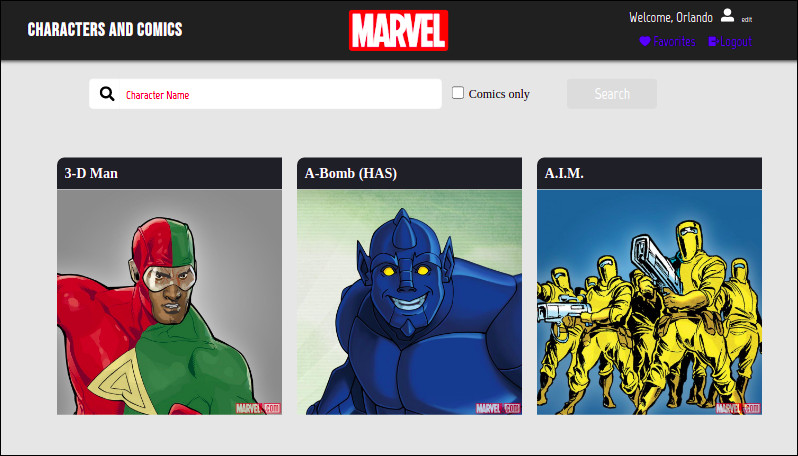 CHARACTERS AND COMICS
MARVEL
Welcome, Orlando edit
Favorites Logout
Character Name
Comics only
Search
3-D Man
A-Bomb (HAS)
A.I.M.
MARVEL.com
MARVEL.com
MARVEL.com